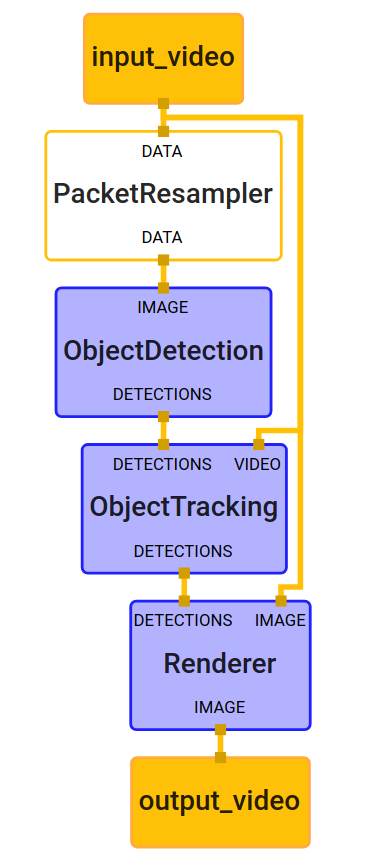 input_video
DATA
PacketResampler
DATA
IMAGE
ObjectDetection
DETECTIONS
DETECTIONS VIDEO
ObjectTracking
DETECTIONS
DETECTIONS IMAGE
Renderer
IMAGE
output_video